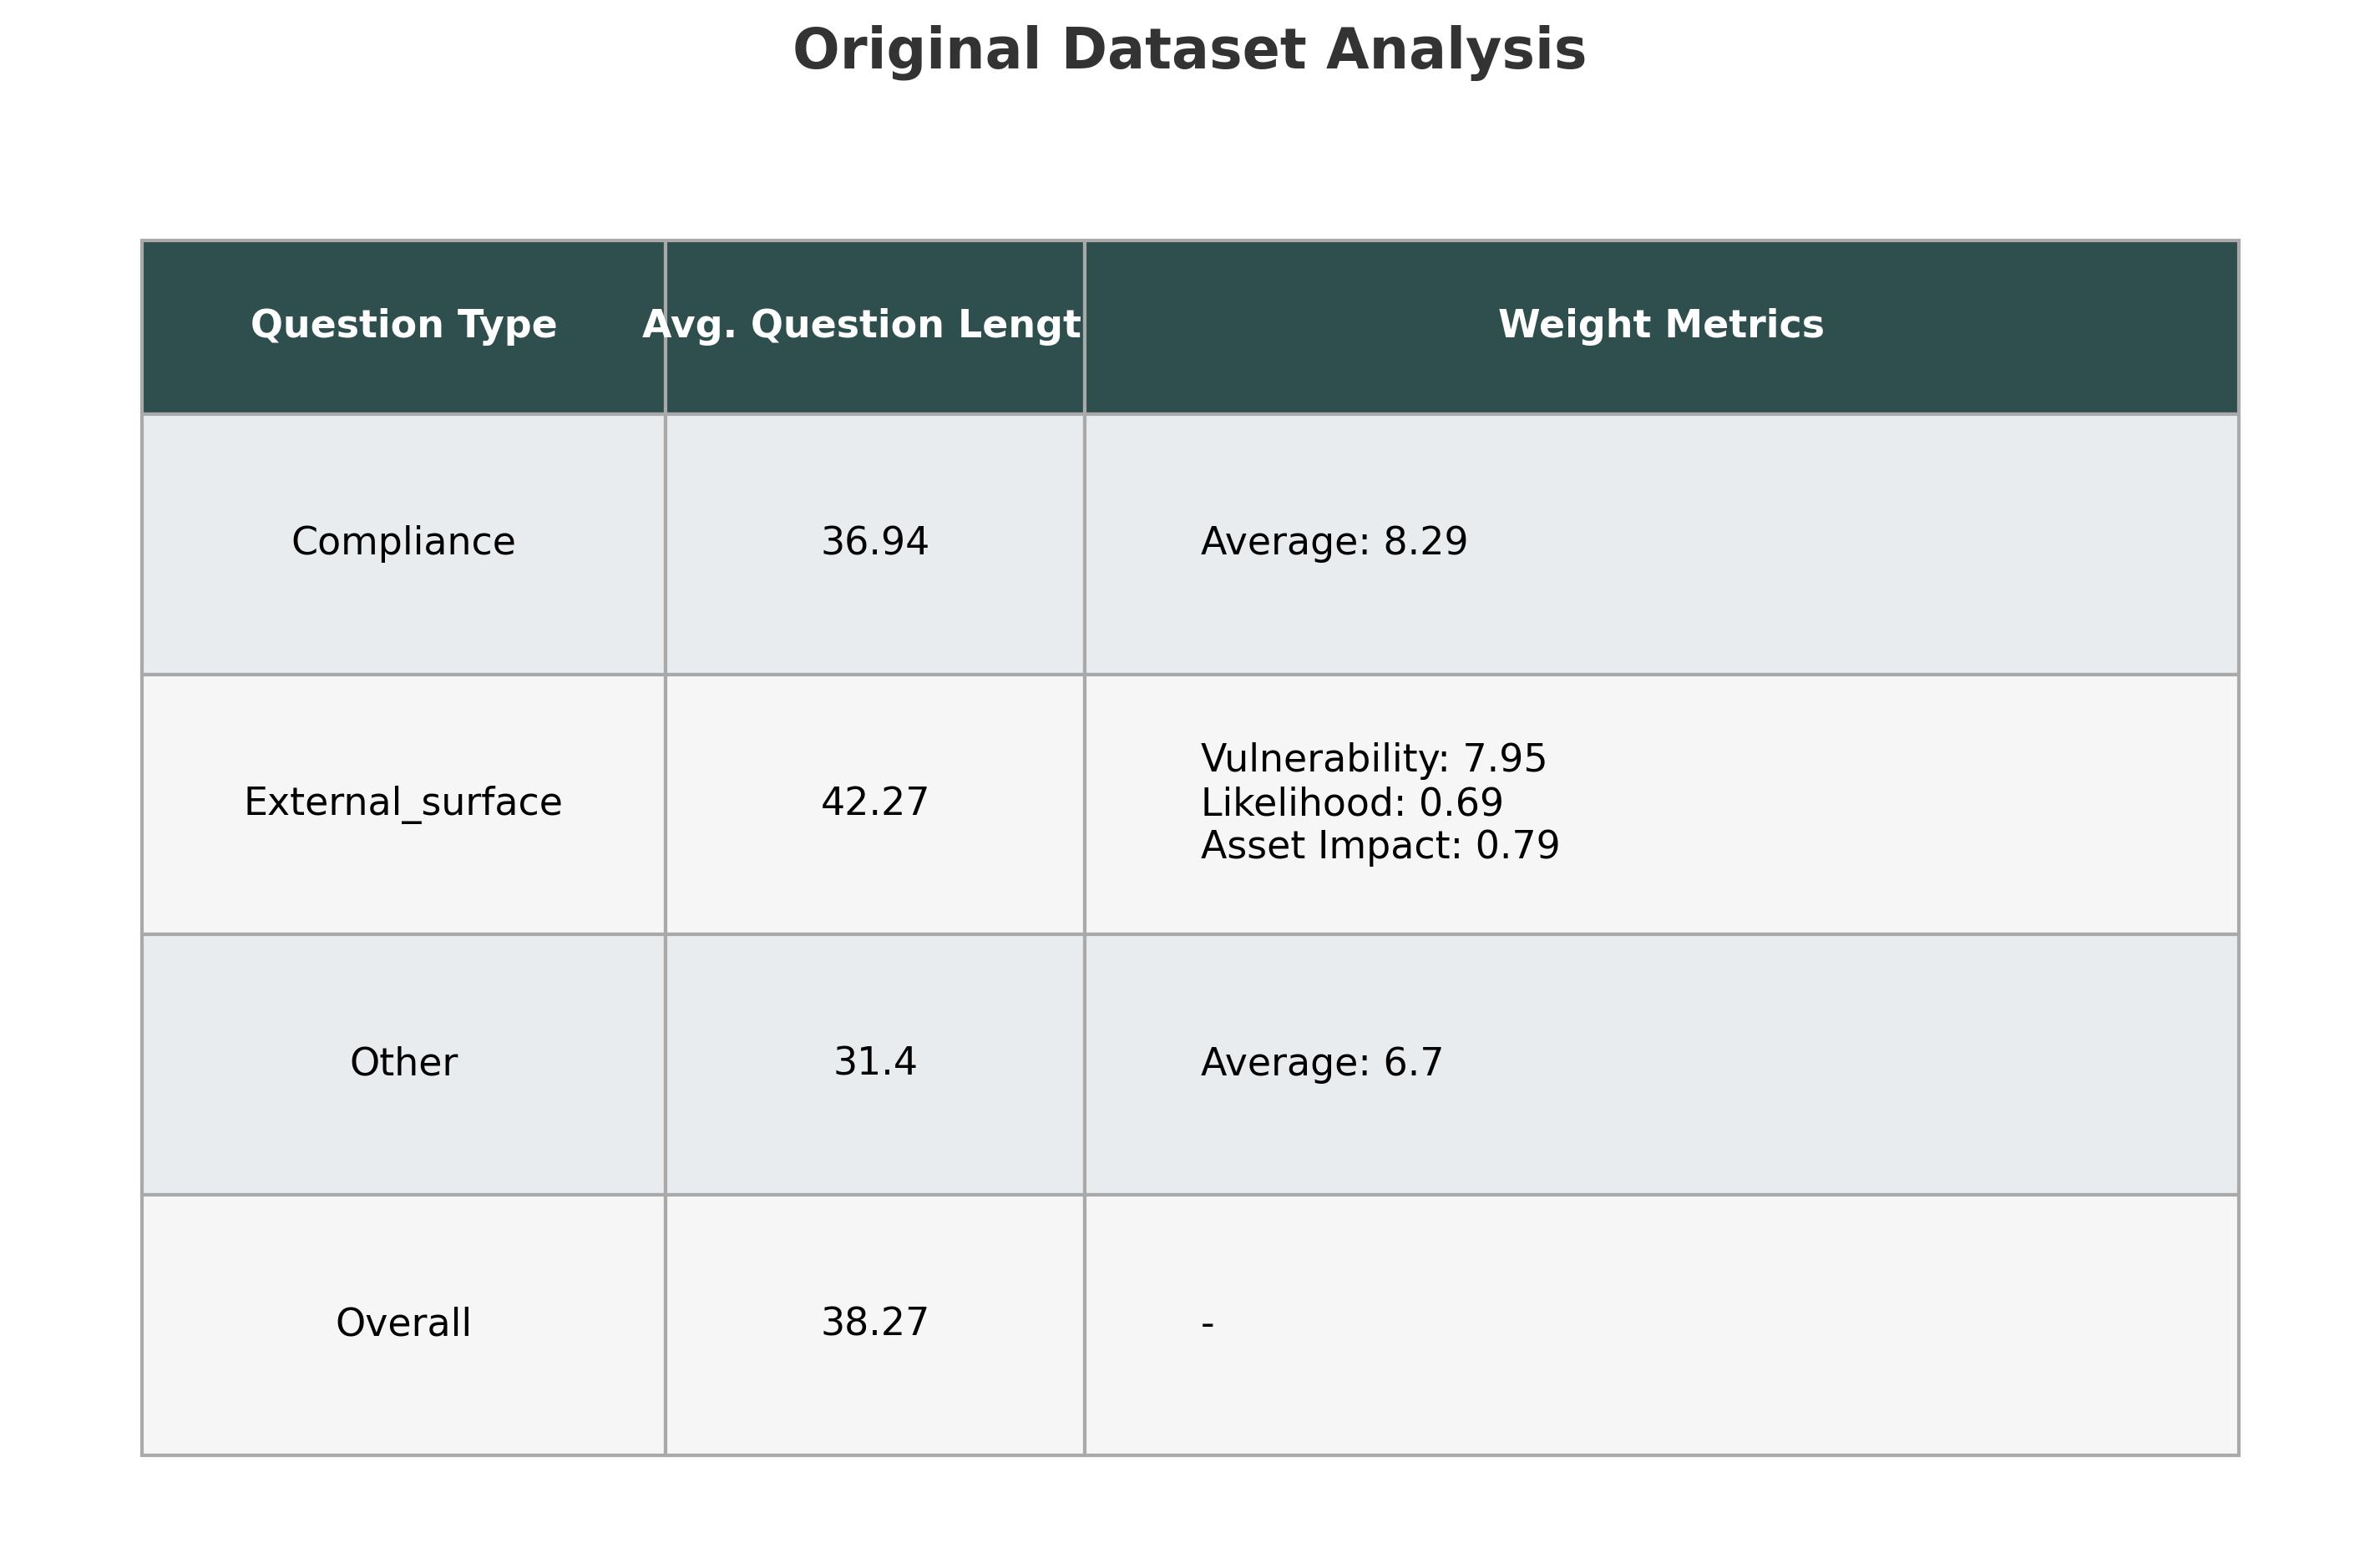 Original Dataset Analysis
Question Type Avg. Question Lengt Weight Metrics
Compliance 36.94 Average: 8.29
External_surface 42.27 Vulnerability: 7.95
Likelihood: 0.69
Asset Impact: 0.79
Other 31.4 Average: 6.7
Overall 38.27 -